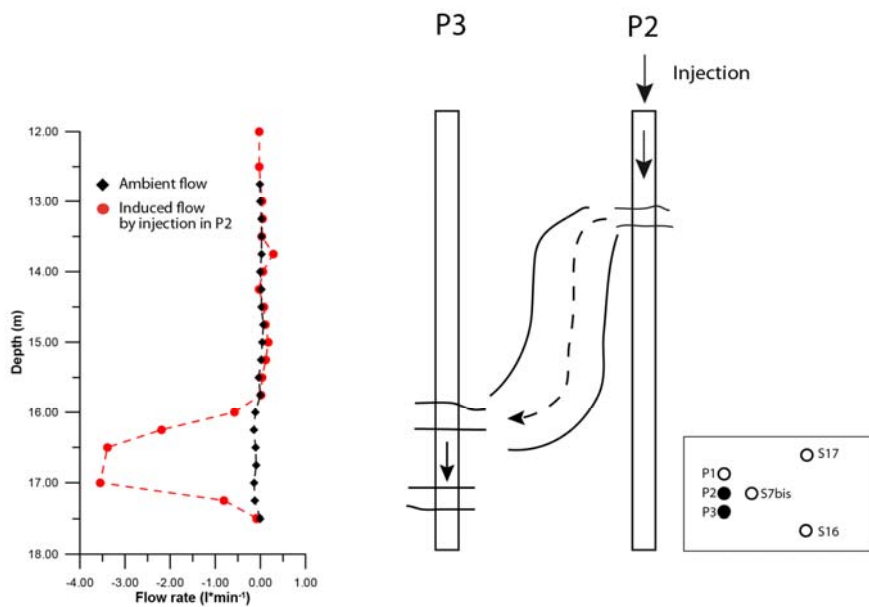 P3
P2
Injection
12.00
13.00
14.00
15.00
16.00
17.00
18.00
Depth (m)
Ambient flow
Induced flow
by injection in P2
-4.00
-3.00
-2.00
-1.00
0.00
1.00
Flow rate (l*min⁻¹)
S17
P1
P2
S7bis
P3
S16